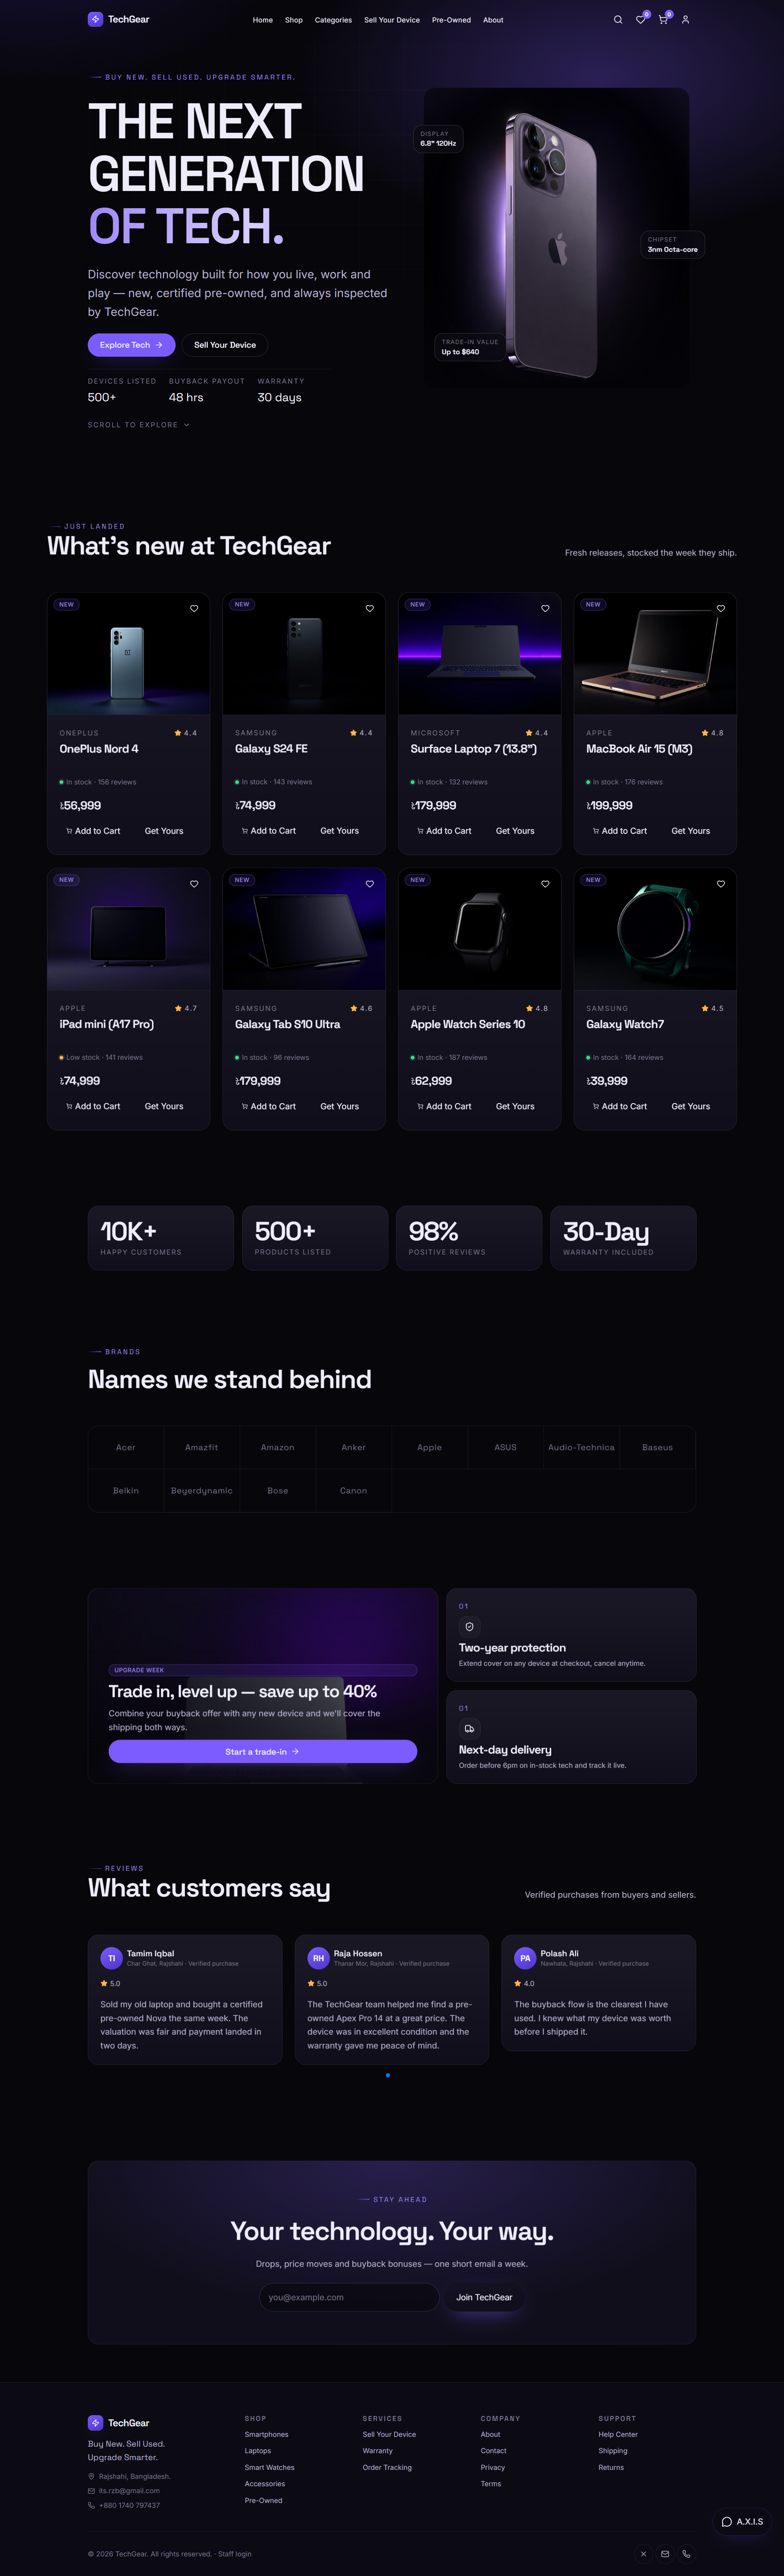 TechGear
Home Shop Categories Sell Your Device Pre-Owned About
0 0
BUY NEW. SELL USED. UPGRADE SMARTER.
THE NEXT
GENERATION
OF TECH.
Discover technology built for how you live, work and
play — new, certified pre-owned, and always inspected
by TechGear.
Explore Tech
Sell Your Device
DEVICES LISTED BUYBACK PAYOUT WARRANTY
500+ 48 hrs 30 days
SCROLL TO EXPLORE
DISPLAY
6.8" 120Hz
CHIPSET
3nm Octa-core
TRADE-IN VALUE
Up to $640
JUST LANDED
What's new at TechGear
Fresh releases, stocked the week they ship.
NEW NEW NEW NEW
ONEPLUS 4.4 SAMSUNG 4.4 MICROSOFT 4.4 APPLE 4.8
OnePlus Nord 4 Galaxy S24 FE Surface Laptop 7 (13.8") MacBook Air 15 (M3)
In stock · 156 reviews In stock · 143 reviews In stock · 132 reviews In stock · 176 reviews
৳56,999 ৳74,999 ৳179,999 ৳199,999
Add to Cart Get Yours Add to Cart Get Yours Add to Cart Get Yours Add to Cart Get Yours
NEW NEW NEW NEW
APPLE 4.7 SAMSUNG 4.6 APPLE 4.8 SAMSUNG 4.5
iPad mini (A17 Pro) Galaxy Tab S10 Ultra Apple Watch Series 10 Galaxy Watch7
Low stock · 141 reviews In stock · 96 reviews In stock · 187 reviews In stock · 164 reviews
৳74,999 ৳179,999 ৳62,999 ৳39,999
Add to Cart Get Yours Add to Cart Get Yours Add to Cart Get Yours Add to Cart Get Yours
10K+ 500+ 98% 30-Day
HAPPY CUSTOMERS PRODUCTS LISTED POSITIVE REVIEWS WARRANTY INCLUDED
BRANDS
Names we stand behind
Acer Amazfit Amazon Anker Apple ASUS Audio-Technica Baseus
Belkin Beyerdynamic Bose Canon
UPGRADE WEEK
Trade in, level up — save up to 40%
Combine your buyback offer with any new device and we'll cover the
shipping both ways.
Start a trade-in
01
Two-year protection
Extend cover on any device at checkout, cancel anytime.
01
Next-day delivery
Order before 6pm on in-stock tech and track it live.
REVIEWS
What customers say
Verified purchases from buyers and sellers.
TI Tamim Iqbal
Char Ghat, Rajshahi · Verified purchase
5.0
Sold my old laptop and bought a certified
pre-owned Nova the same week. The
valuation was fair and payment landed in
two days.
RH Raja Hossen
Thanar Mor, Rajshahi · Verified purchase
5.0
The TechGear team helped me find a pre-
owned Apex Pro 14 at a great price. The
device was in excellent condition and the
warranty gave me peace of mind.
PA Polash Ali
Nawhata, Rajshahi · Verified purchase
4.0
The buyback flow is the clearest I have
used. I knew what my device was worth
before I shipped it.
STAY AHEAD
Your technology. Your way.
Drops, price moves and buyback bonuses — one short email a week.
you@example.com
Join TechGear
TechGear
Buy New. Sell Used.
Upgrade Smarter.
Rajshahi, Bangladesh.
its.rzb@gmail.com
+880 1740 797437
SHOP
Smartphones
Laptops
Smart Watches
Accessories
Pre-Owned
SERVICES
Sell Your Device
Warranty
Order Tracking
COMPANY
About
Contact
Privacy
Terms
SUPPORT
Help Center
Shipping
Returns
A.X.I.S
© 2026 TechGear. All rights reserved. · Staff login